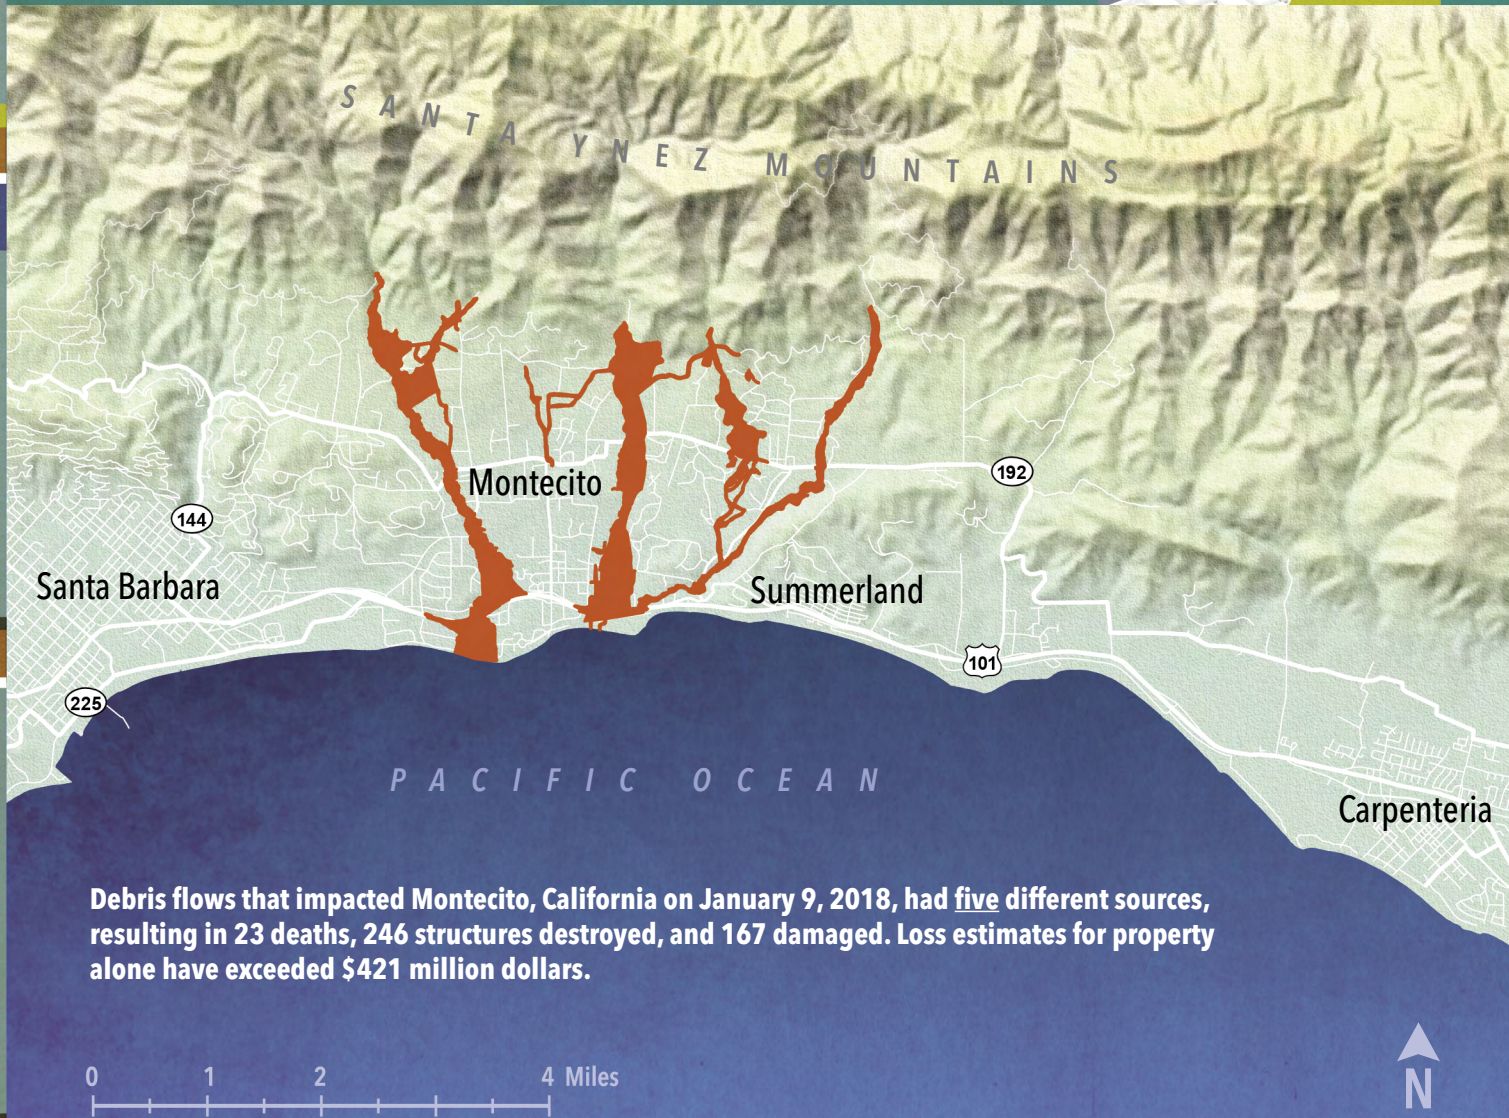 SANTA YNEZ MOUNTAINS
Montecito
192
144
Santa Barbara
Summerland
101
225
PACIFIC OCEAN
Carpenteria
Debris flows that impacted Montecito, California on January 9, 2018, had five different sources,
resulting in 23 deaths, 246 structures destroyed, and 167 damaged. Loss estimates for property
alone have exceeded $421 million dollars.
0 1 2 4 Miles
N